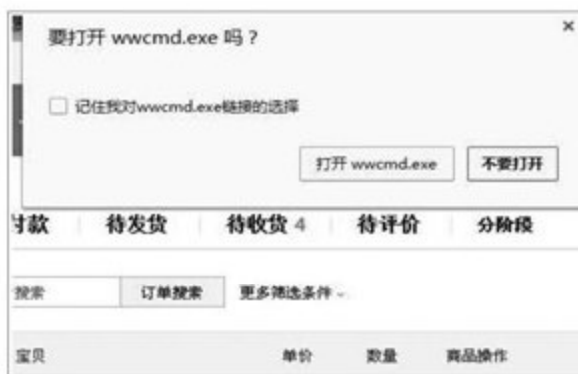 要打开 wwcmd.exe 吗？
×
记住我对wwcmd.exe链接的选择
打开 wwcmd.exe 不要打开
付款 待发货 待收货 4 待评价 分阶段
搜索 订单搜索 更多筛选条件
宝贝 单价 数量 商品操作